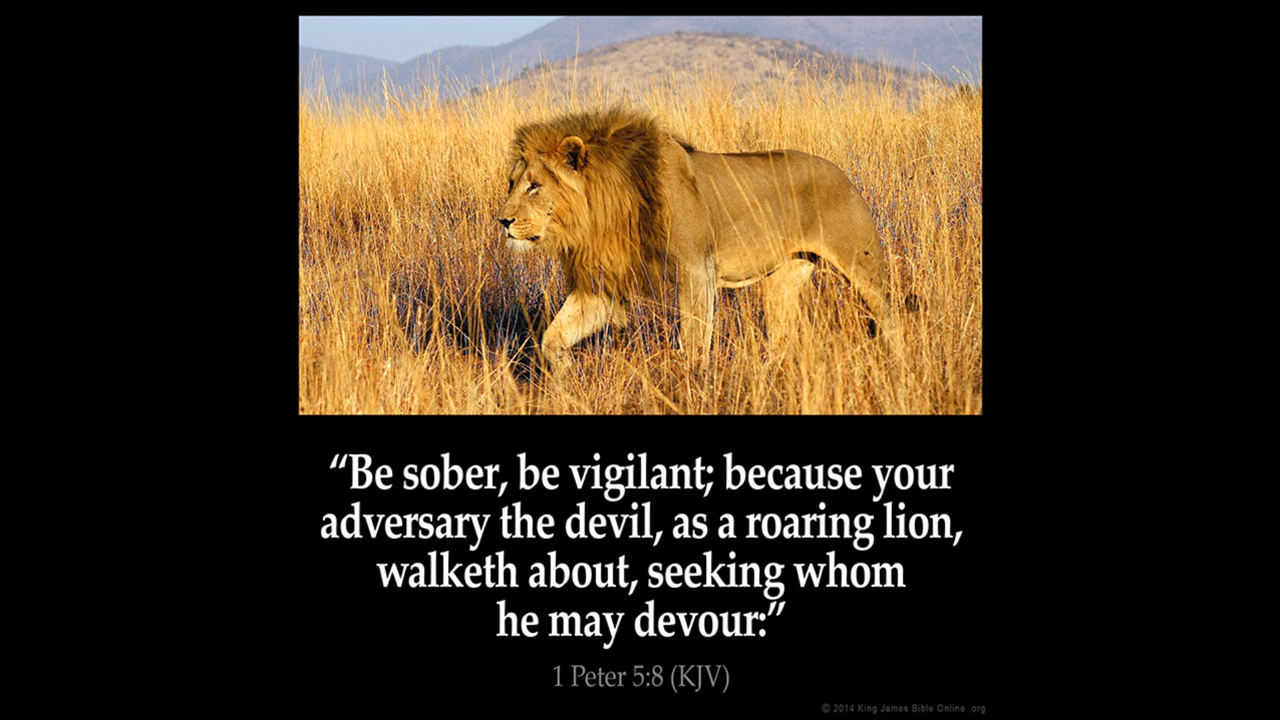 “Be sober, be vigilant; because your
adversary the devil, as a roaring lion,
walketh about, seeking whom
he may devour:”
1 Peter 5:8 (KJV)
© 2014 King James Bible Online .org